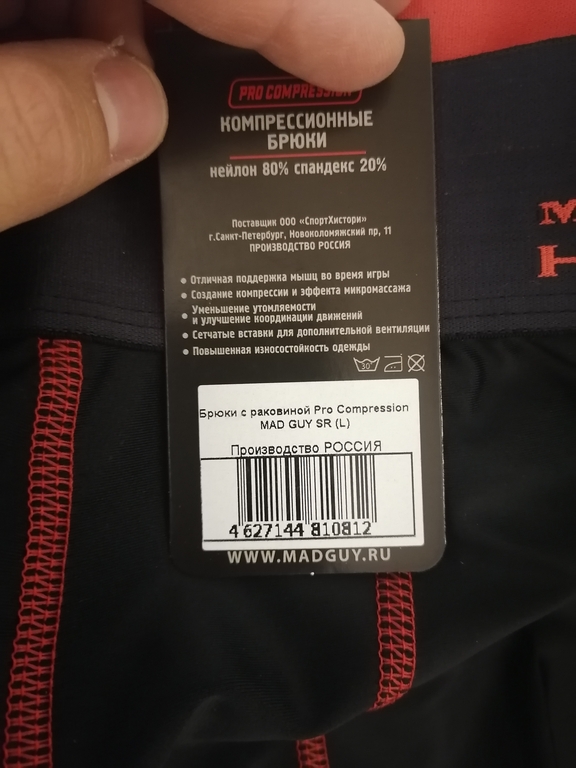 PRO COMPRESSION
КОМПРЕССИОННЫЕ
БРЮКИ
нейлон 80% спандекс 20%
Поставщик ООО «СпортХистори»
г.Санкт-Петербург, Новоколомяжский пр, 11
ПРОИЗВОДСТВО РОССИЯ
• Отличная поддержка мышц во время игры
• Создание компрессии и эффекта микромассажа
• Уменьшение утомляемости
и улучшение координации движений
• Сетчатые вставки для дополнительной вентиляции
• Повышенная износостойкость одежды
30
Брюки с раковиной Pro Compression
MAD GUY SR (L)
Производство РОССИЯ
4 627144 810812
WWW.MADGUY.RU